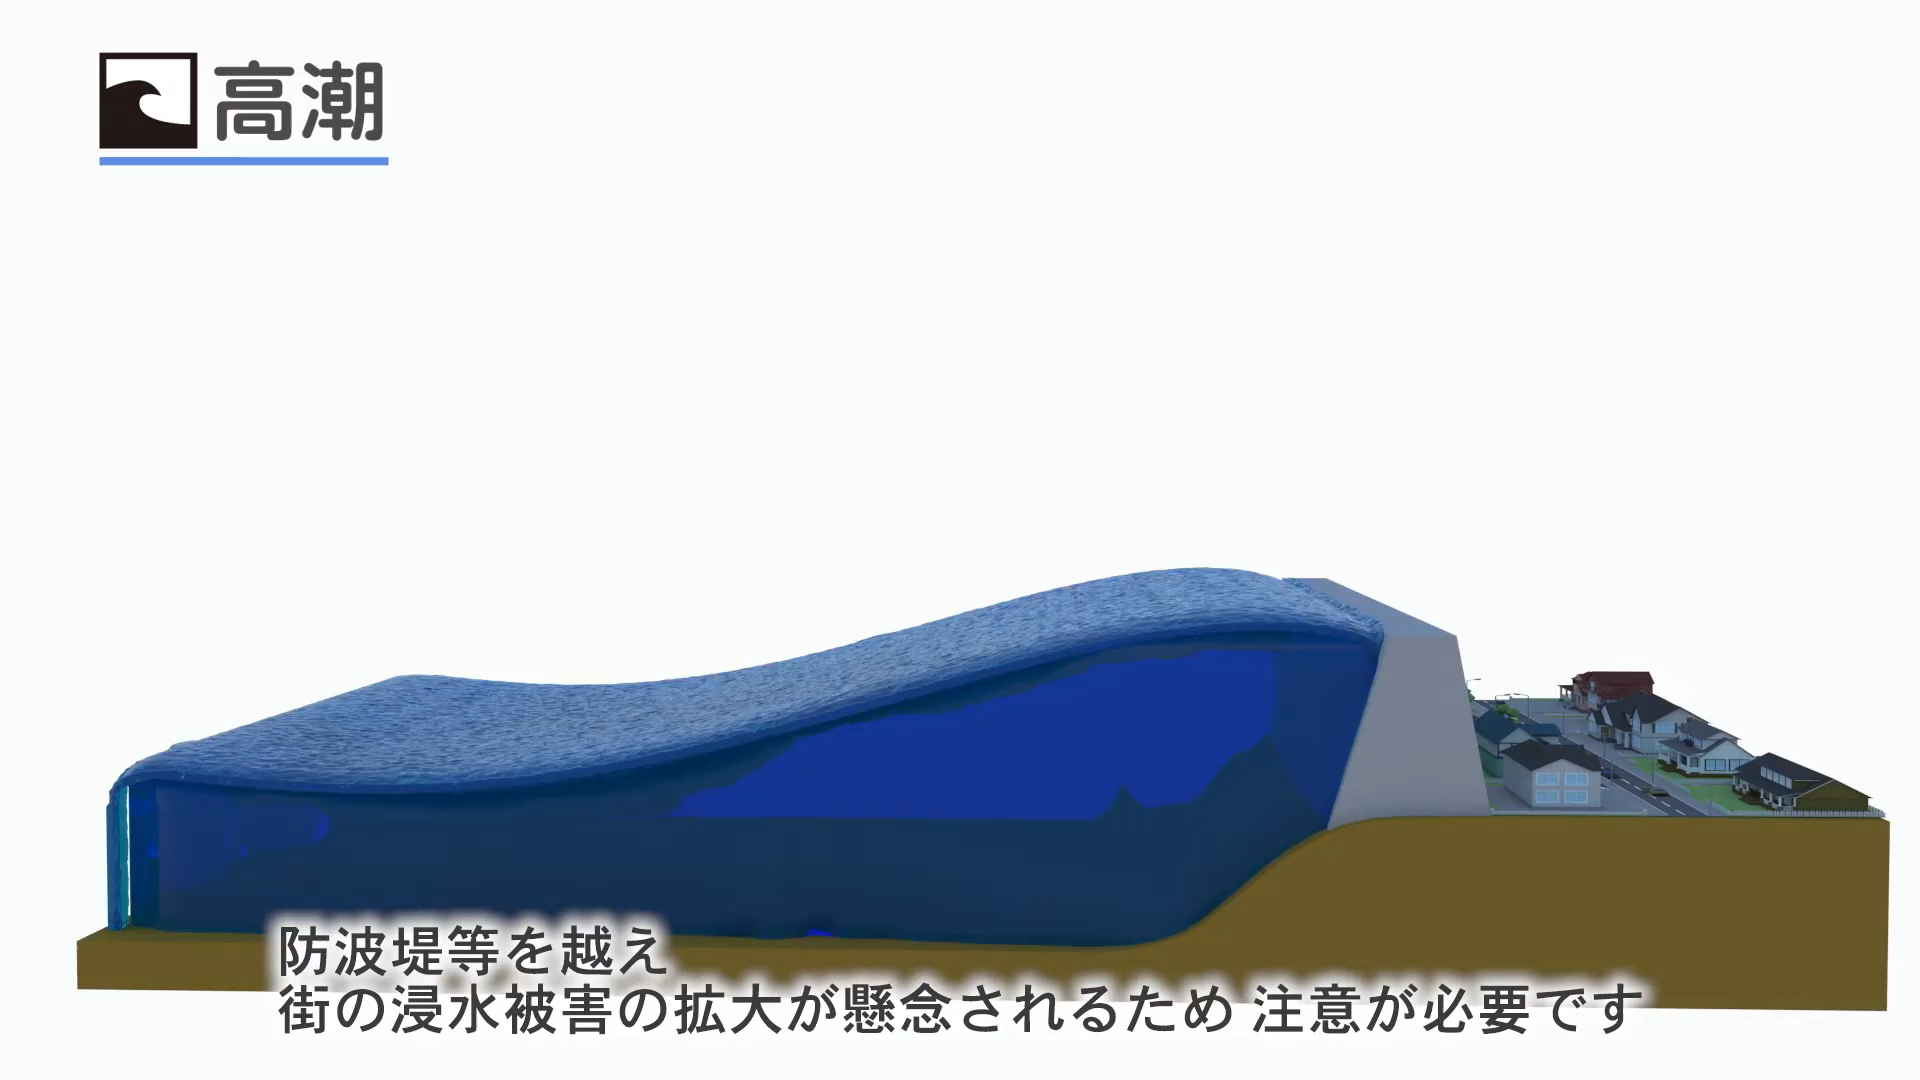 高潮
防波堤等を越え
街の浸水被害の拡大が懸念されるため 注意が必要です